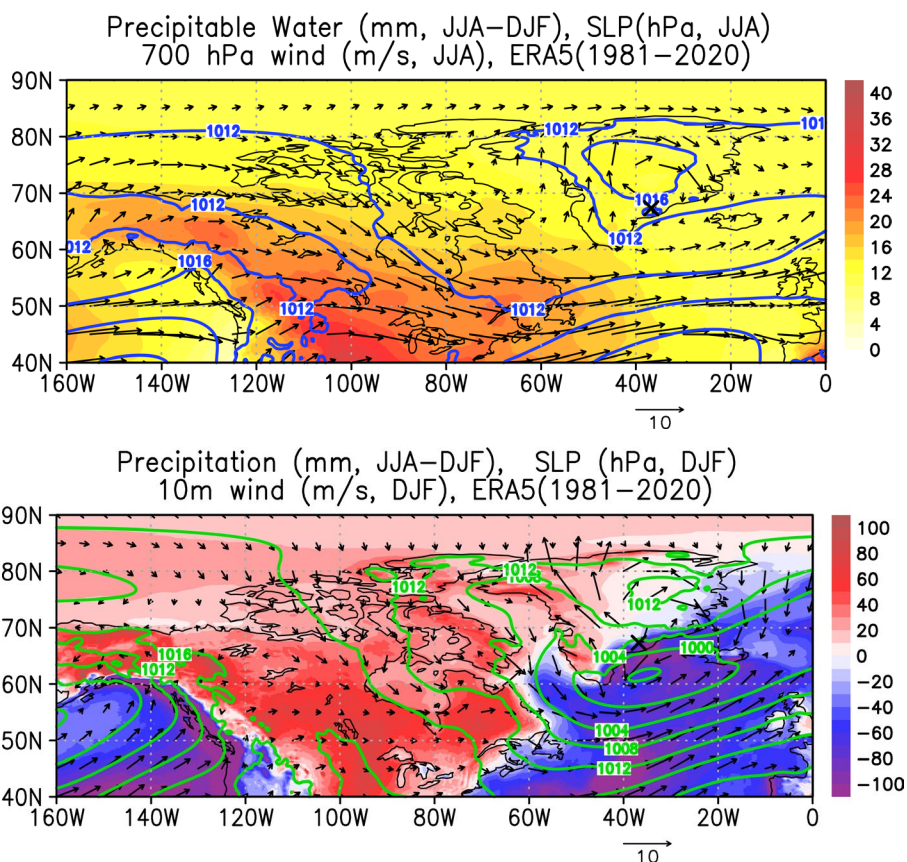 Precipitable Water (mm, JJA-DJF), SLP(hPa, JJA)
700 hPa wind (m/s, JJA), ERA5(1981-2020)
90N
80N
70N
60N
50N
40N
160W 140W 120W 100W 80W 60W 40W 20W 0
1012
1012
101
1012
1016
012
1012
1016
1012
1012
40
36
32
28
24
20
16
12
8
4
0
10
Precipitation (mm, JJA-DJF), SLP (hPa, DJF)
10m wind (m/s, DJF), ERA5(1981-2020)
90N
80N
70N
60N
50N
40N
160W 140W 120W 100W 80W 60W 40W 20W 0
1012
1012
1012
1016
1012
1004
1000
1004
1008
1012
100
80
60
40
20
0
-20
-40
-60
-80
-100
10